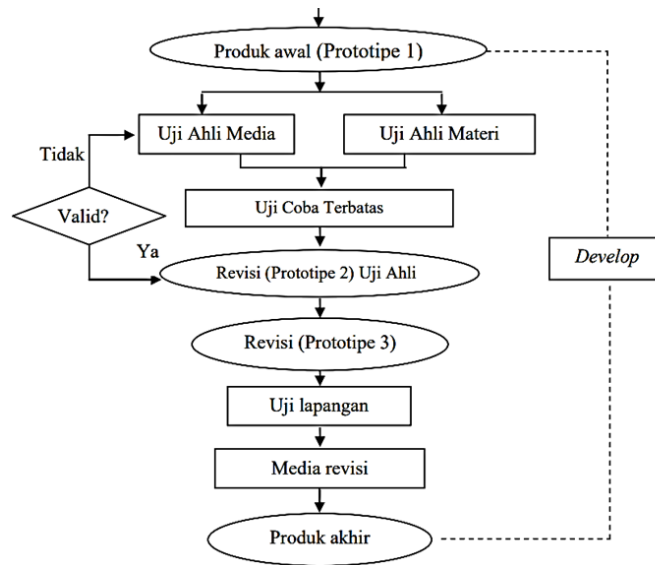 Produk awal (Prototipe 1)
Uji Ahli Media
Uji Ahli Materi
Tidak
Uji Coba Terbatas
Valid?
Ya
Revisi (Prototipe 2) Uji Ahli
Develop
Revisi (Prototipe 3)
Uji lapangan
Media revisi
Produk akhir